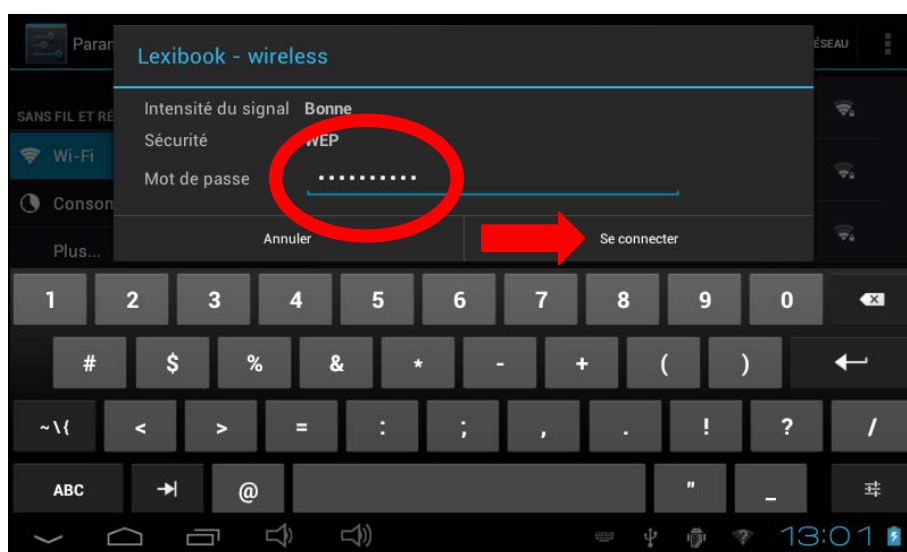 Param
ÉSEAU
Lexibook - wireless
SANS FIL ET RÉ
Intensité du signal Bonne
Sécurité WEP
Wi-Fi
Mot de passe ••••••••••
Conson
Annuler Se connecter
Plus...
1 2 3 4 5 6 7 8 9 0
# $ % & * - + ( )
~\{ < > = : ; , . ! ? /
ABC @ " _
13:01